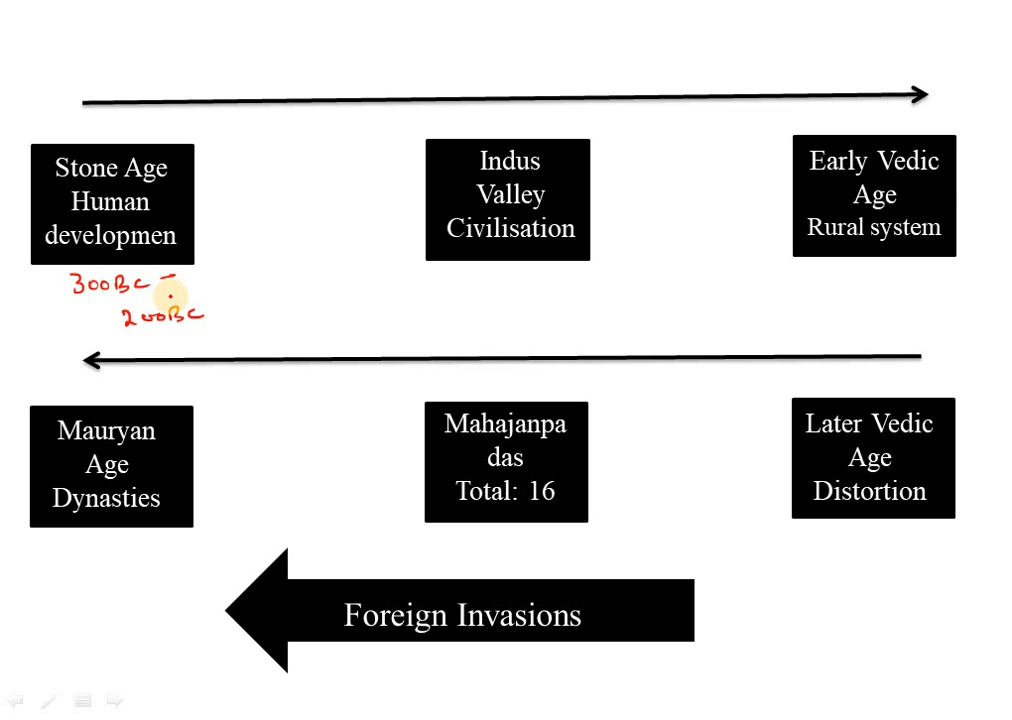 Stone Age
Human
developmen
Indus
Valley
Civilisation
Early Vedic
Age
Rural system
300BC –
200BC
Mauryan
Age
Dynasties
Mahajanpa
das
Total: 16
Later Vedic
Age
Distortion
Foreign Invasions